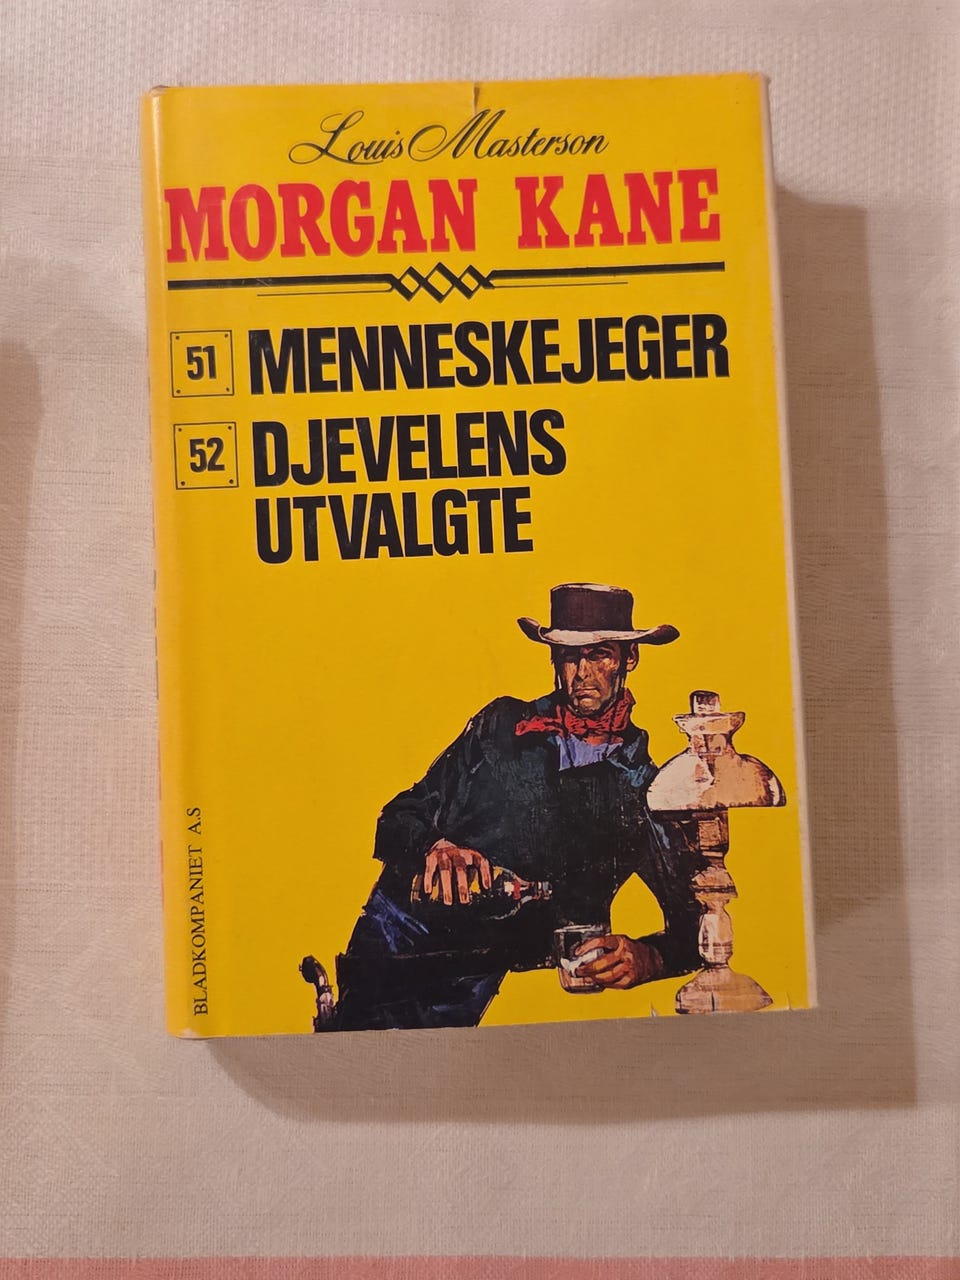 Louis Masterson
MORGAN KANE
51 MENNESKEJEGER
52 DJEVELENS
UTVALGTE
BLADKOMPANIET A.S